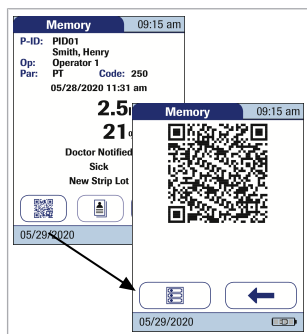 Memory 09:15 am
P-ID: PID01
Smith, Henry
Op: Operator 1
Par: PT Code: 250
05/28/2020 11:31 am
2.5
21
Doctor Notified
Sick
New Strip Lot
05/29/2020
Memory 09:15 am
05/29/2020